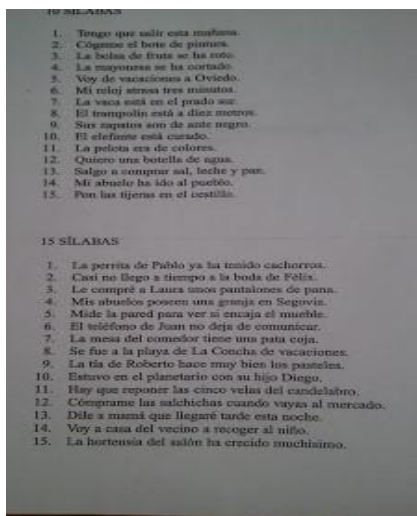 10 SÍLABAS
1. Tengo que salir esta mañana.
2. Cógeme el bote de pinturas.
3. La bolsa de fruta se ha roto.
4. La mayonesa se ha cortado.
5. Voy de vacaciones a Oviedo.
6. Mi reloj atrasa tres minutos.
7. La vaca está en el prado
8. El trampolín está a diez metros.
9. Sus zapatos son de ante negro.
10. El elefante está
11. La pelota era de colores.
12. Quiero una botella de agua.
13. Salgo a comprar sal, leche y pan.
14. Mi abuelo ha ido al pueblo.
15. Pon las tijeras en el cestillo.
15 SÍLABAS
1. La perrita de Pablo ya ha tenido cachorros.
2. Casi no llego a tiempo a la boda de Félix.
3. Le compré a Laura unos pantalones de pana.
4. Mis abuelos poseen una granja en Segovia.
5. Mide la pared para ver si encaja el mueble.
6. El teléfono de Juan no deja de comunicar.
7. La mesa del comedor tiene una pata coja.
8. Se fue a la playa de La Concha de vacaciones.
9. La tía de Roberto hace muy bien los pasteles.
10. Estuvo en el planetario con su hijo Diego.
11. Hay que reponer las cinco velas del candelabro.
12. Cómprame las salchichas cuando vayas al mercado.
13. Dile a mamá que llegaré tarde esta noche.
14. Voy a casa del vecino a recoger al niño.
15. La hortensia del salón ha crecido muchísimo.